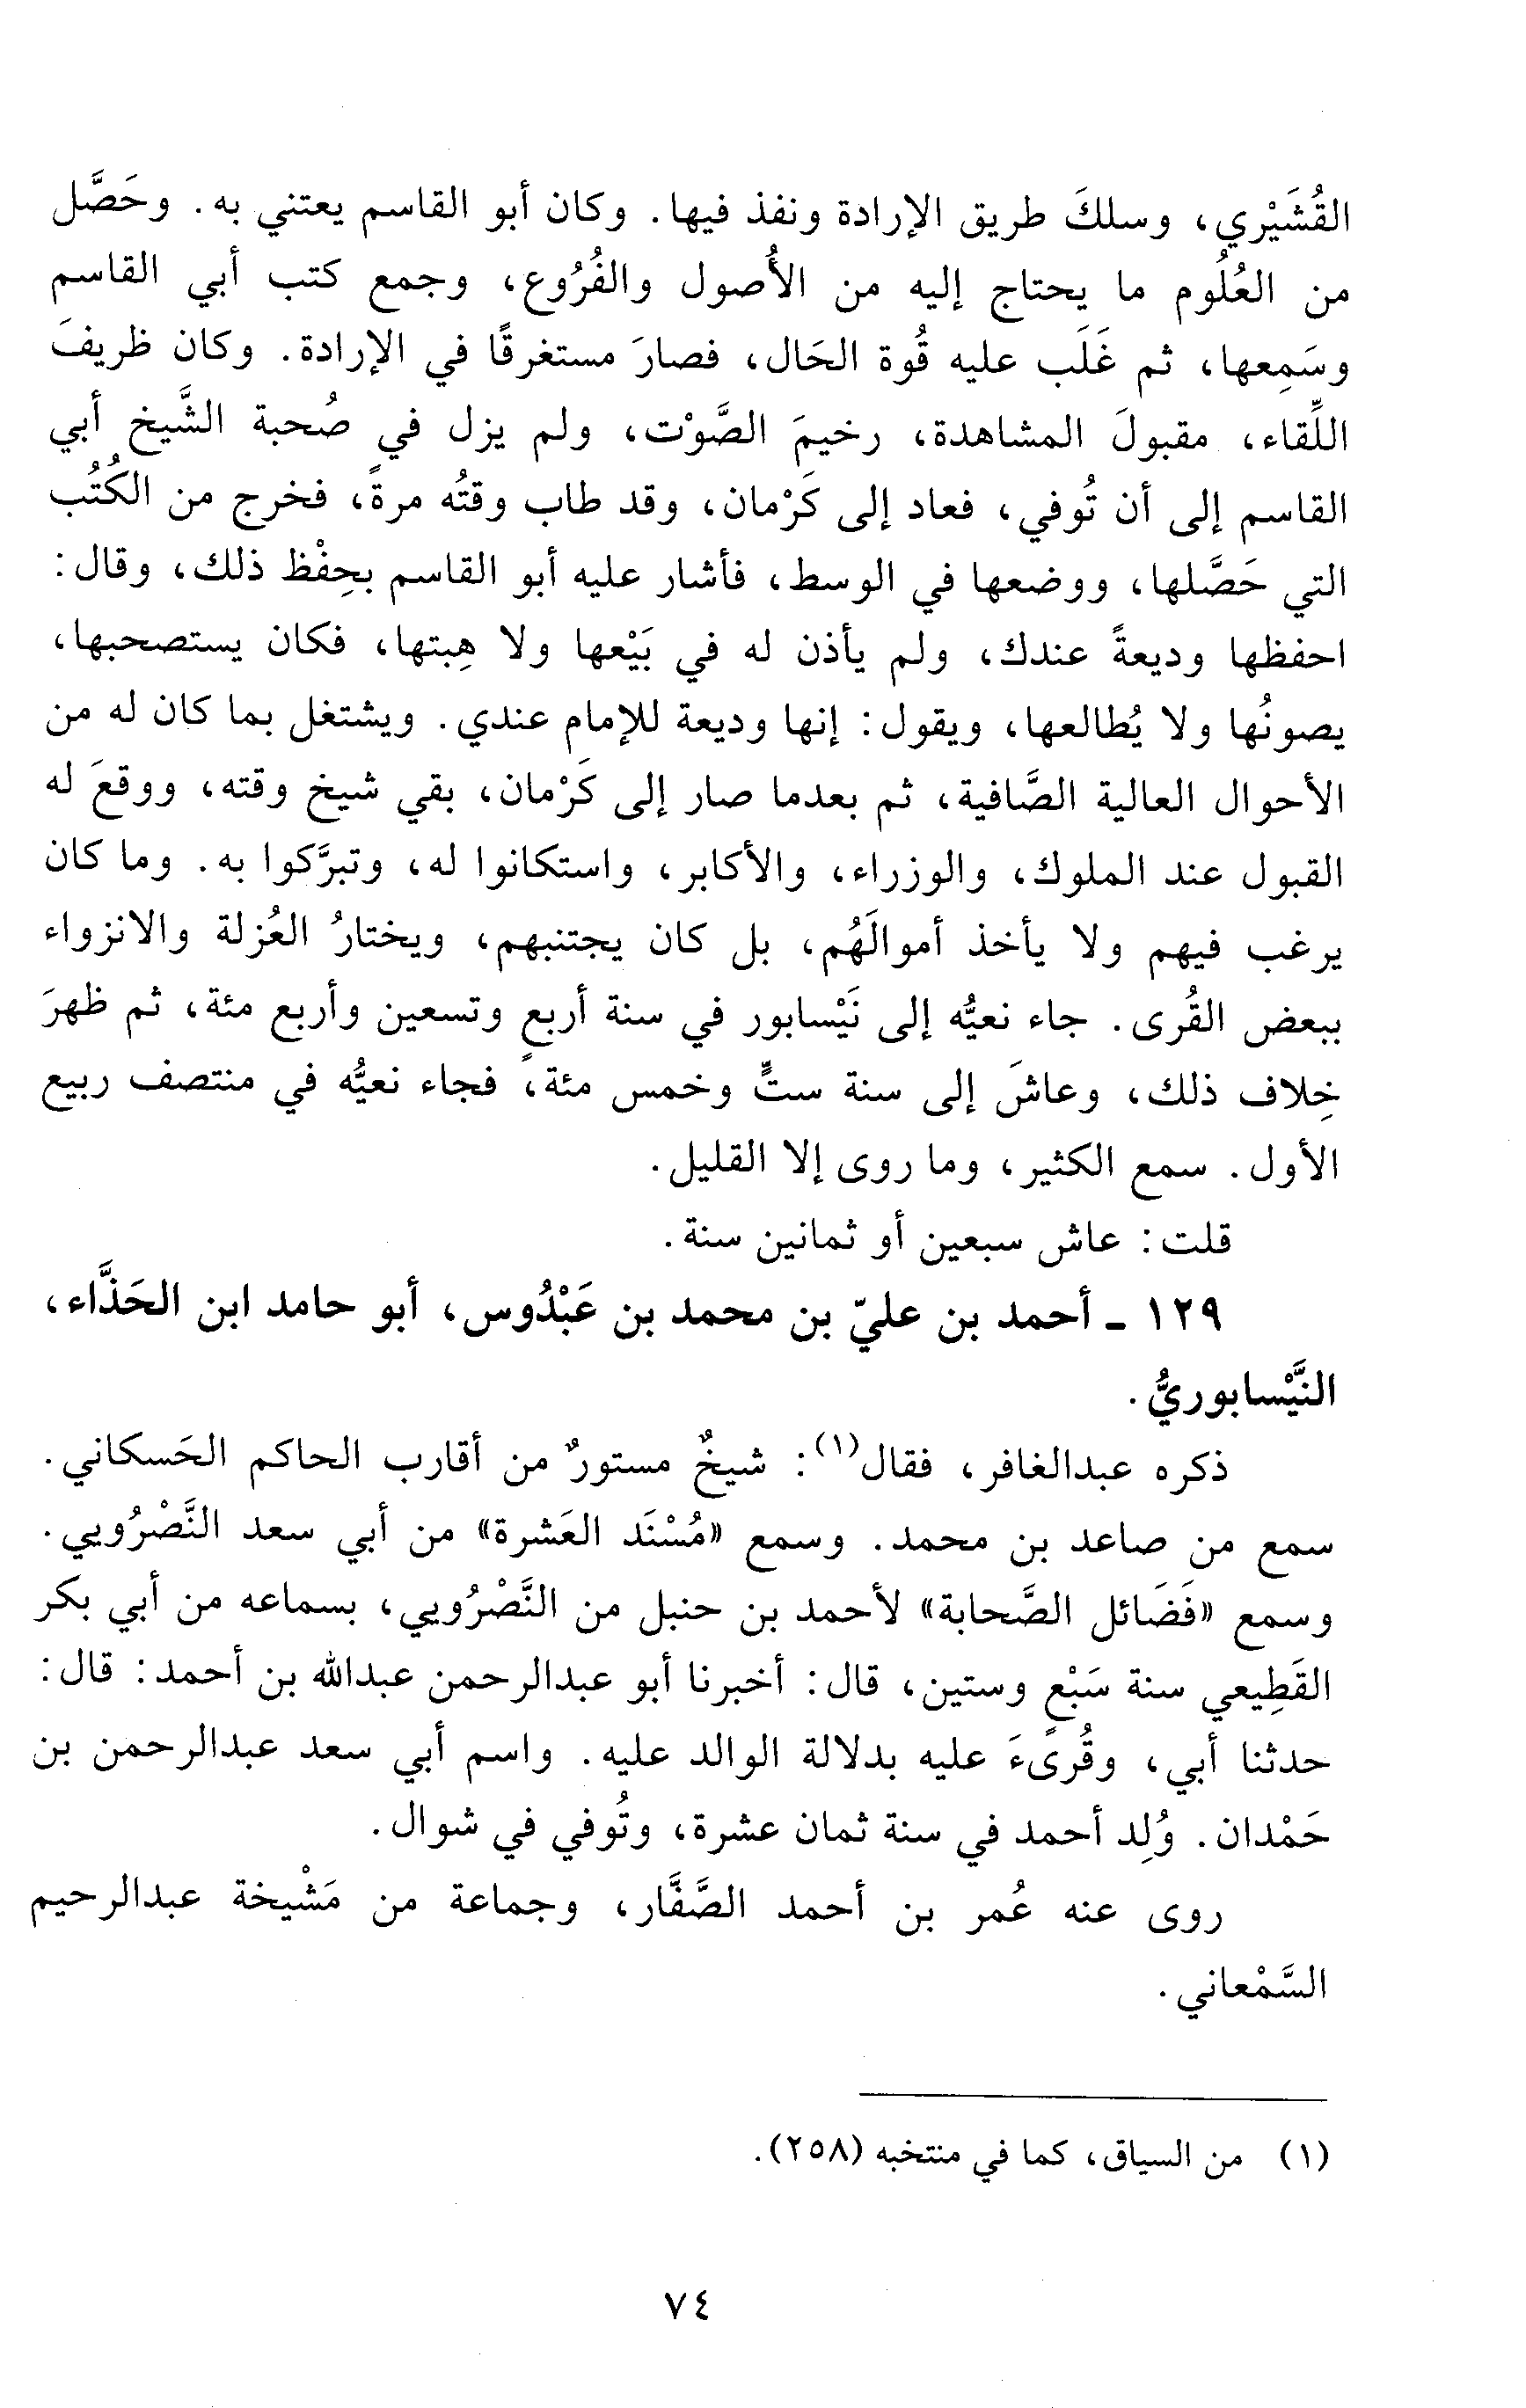 القُشَيْري، وسلكَ طريق الإرادة ونفذ فيها. وكان أبو القاسم يعتني به. وحَصَّل
من العُلُوم ما يحتاج إليه من الأُصول والفُرُوع، وجمع كتب أبي القاسم
وسَمِعها، ثم غَلَب عليه قُوة الحَال، فصارَ مستغرقًا في الإرادة. وكان ظريفَ
اللِّقاء، مقبولَ المشاهدة، رخيمَ الصَّوْت، ولم يزل في صُحبة الشَّيخ أبي
القاسم إلى أن تُوفي، فعاد إلى كَرْمان، وقد طاب وقتُه مرةً، فخرج من الكُتُب
التي حَصَّلها، ووضعها في الوسط، فأشار عليه أبو القاسم بحِفْظ ذلك، وقال:
احفظها وديعةً عندك، ولم يأذن له في بَيْعها ولا هِبتها، فكان يستصحبها،
يصونُها ولا يُطالعها، ويقول: إنها وديعة للإمام عندي. ويشتغل بما كان له من
الأحوال العالية الصَّافية، ثم بعدما صار إلى كَرْمان، بقي شيخ وقته، ووقعَ له
القبول عند الملوك، والوزراء، والأكابر، واستكانوا له، وتبرَّكوا به. وما كان
يرغب فيهم ولا يأخذ أموالَهُم، بل كان يجتنبهم، ويختارُ العُزلة والانزواء
ببعض القُرى. جاء نعيُّه إلى نَيْسابور في سنة أربعٍ وتسعين وأربع مئة، ثم ظهرَ
خِلاف ذلك، وعاشَ إلى سنة ستٍّ وخمس مئة، فجاء نعيُّه في منتصف ربيع
الأول. سمع الكثير، وما روى إلا القليل.
قلت: عاش سبعين أو ثمانين سنة.
١٢٩ ـ أحمد بن عليّ بن محمد بن عَبْدُوس، أبو حامد ابن الحَذَّاء،
النَّيْسابوريُّ.
ذكره عبدالغافر، فقال(١): شيخٌ مستورٌ من أقارب الحاكم الحَسكاني.
سمع من صاعد بن محمد. وسمع «مُسْنَد العَشرة» من أبي سعد النَّصْرُويي.
وسمع «فَضَائل الصَّحابة» لأحمد بن حنبل من النَّصْرُويي، بسماعه من أبي بكر
القَطِيعي سنة سَبْعٍ وستين، قال: أخبرنا أبو عبدالرحمن عبدالله بن أحمد: قال:
حدثنا أبي، وقُرىءَ عليه بدلالة الوالد عليه. واسم أبي سعد عبدالرحمن بن
حَمْدان. وُلِد أحمد في سنة ثمان عشرة، وتُوفي في شوال.
روى عنه عُمر بن أحمد الصَّفَّار، وجماعة من مَشْيخة عبدالرحيم
السَّمْعاني.
(١) من السياق، كما في منتخبه (٢٥٨).
٧٤